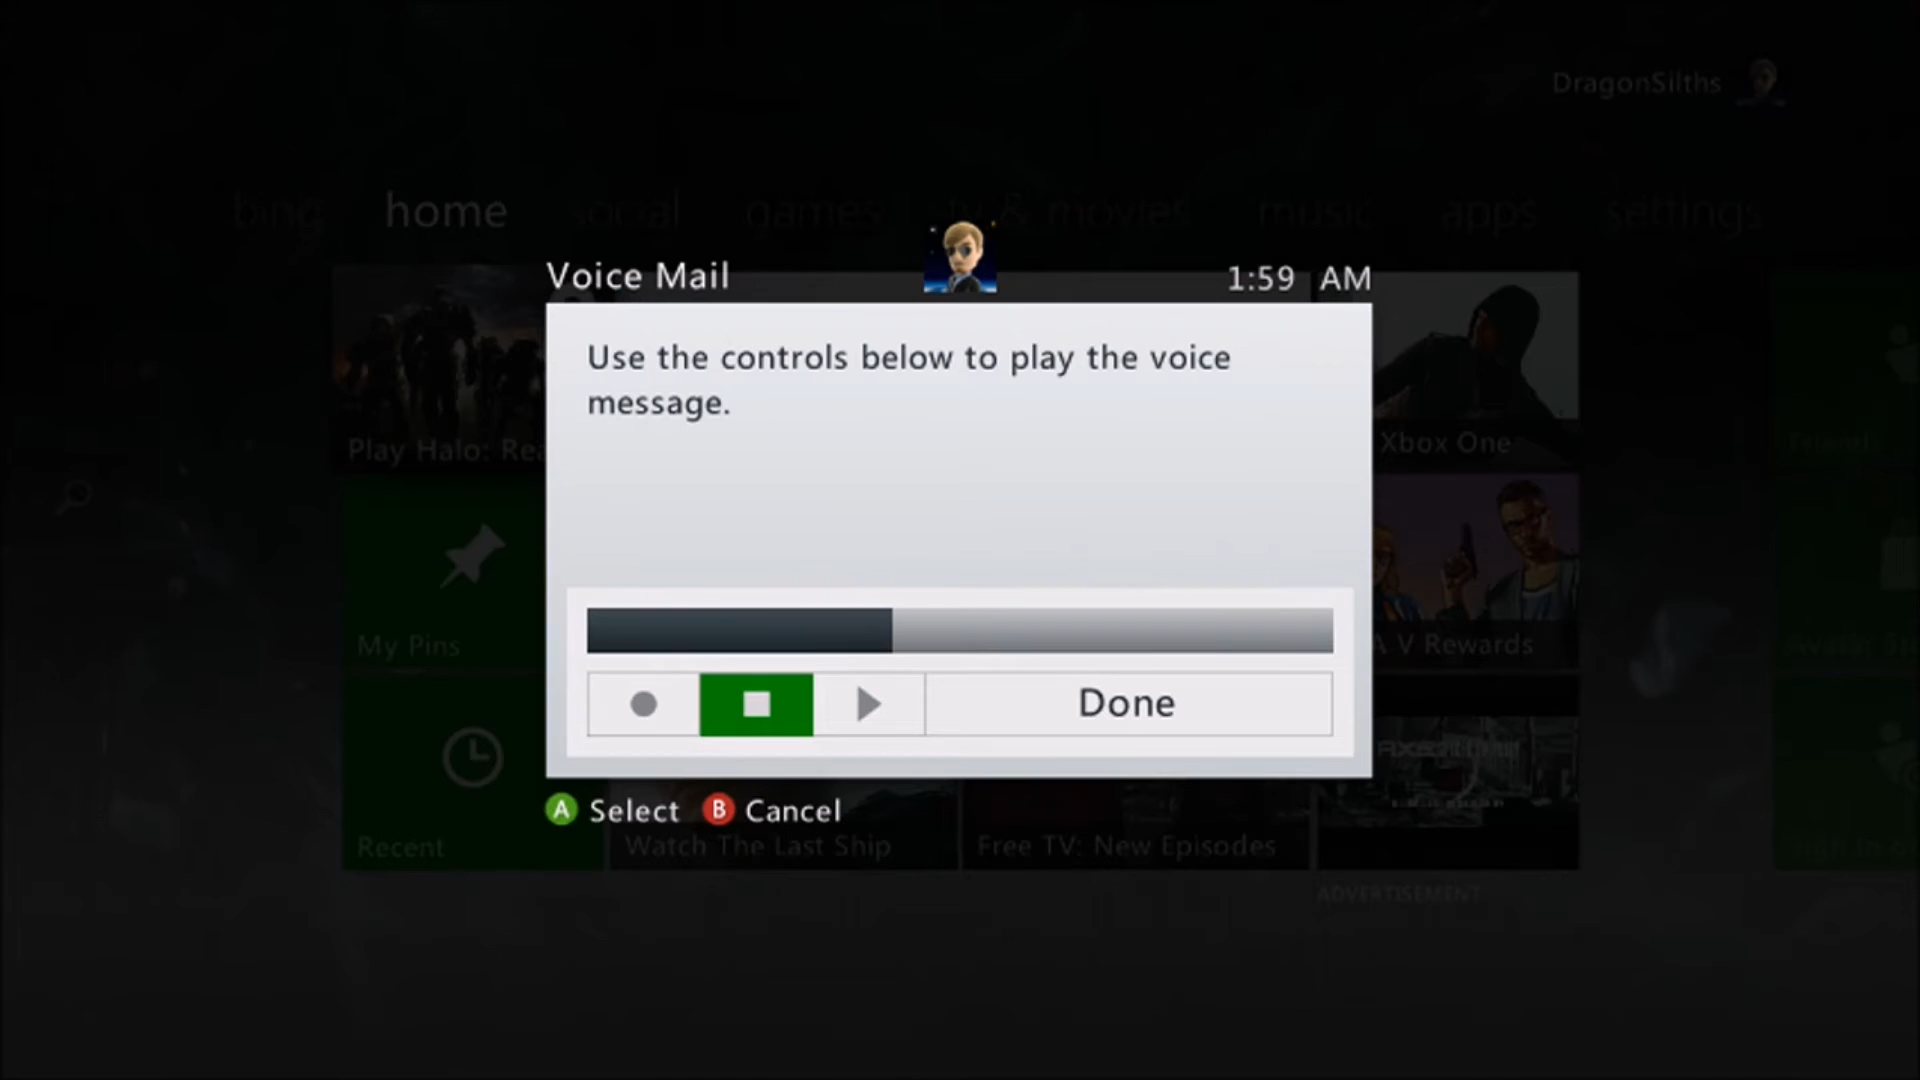 DragonSilths
bing home social games tv & movies music apps settings
Voice Mail 1:59 AM
Use the controls below to play the voice
message.
Play Halo: Rea
Xbox One
My Pins
A V Rewards
Done
A Select B Cancel
Recent
Watch The Last Ship
Free TV: New Episodes
ADVERTISEMENT